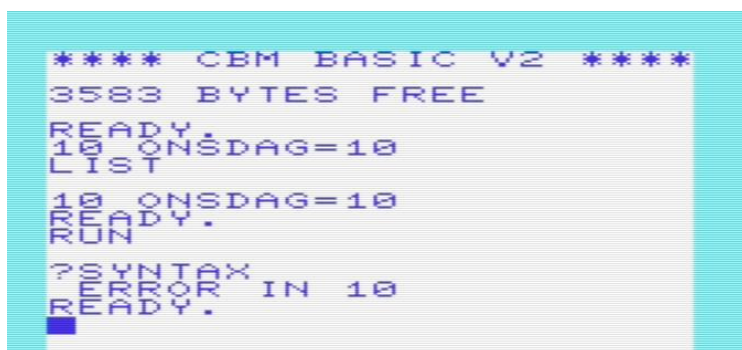 **** CBM BASIC V2 ****
3583 BYTES FREE
READY.
10 ONSDAG=10
LIST
10 ONSDAG=10
READY.
RUN
?SYNTAX
ERROR IN 10
READY.